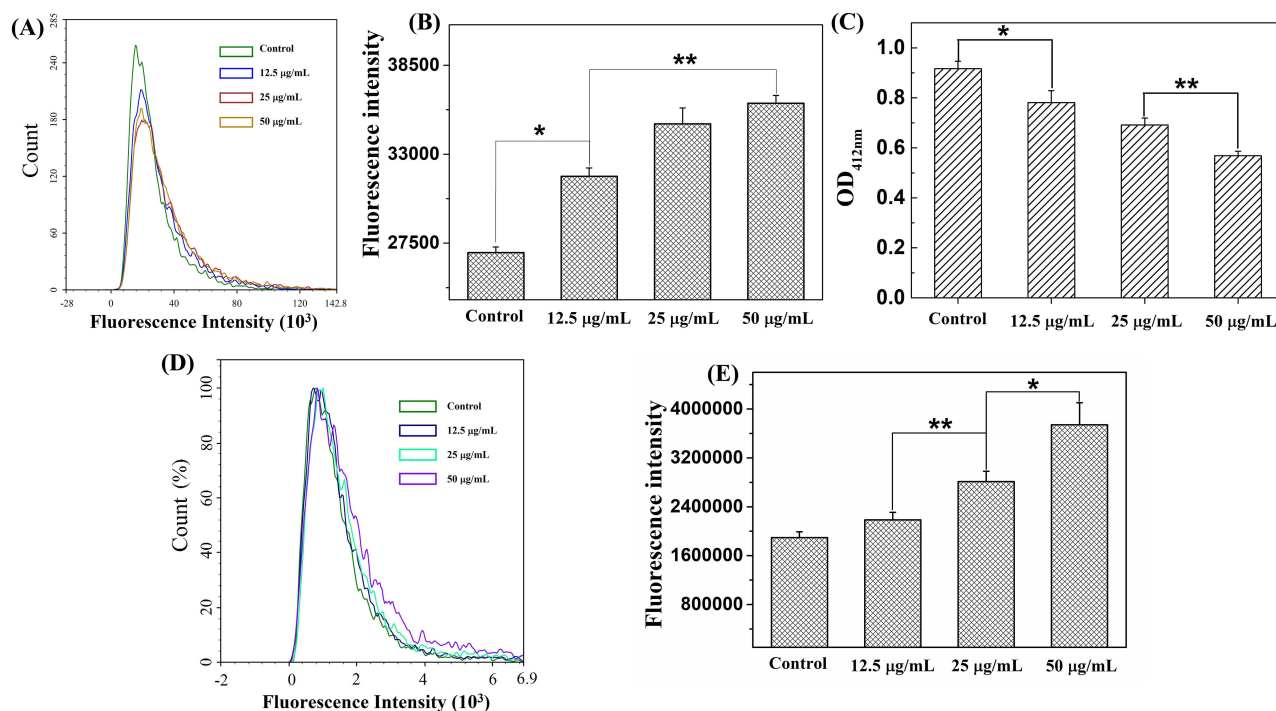 (A)
285
240
180
120
60
0
Count
-28
0
40
80
120
142.8
Fluorescence Intensity (10³)
Control
12.5 μg/mL
25 μg/mL
50 μg/mL
(B)
Fluorescence intensity
38500
33000
27500
*
**
Control
12.5 μg/mL
25 μg/mL
50 μg/mL
(C)
OD412nm
1.0
0.8
0.6
0.4
0.2
0.0
*
**
Control
12.5 μg/mL
25 μg/mL
50 μg/mL
(D)
Count (%)
100
80
60
40
20
0
-2
0
2
4
6
6.9
Fluorescence Intensity (10³)
Control
12.5 μg/mL
25 μg/mL
50 μg/mL
(E)
Fluorescence intensity
4000000
3200000
2400000
1600000
800000
**
*
Control
12.5 μg/mL
25 μg/mL
50 μg/mL